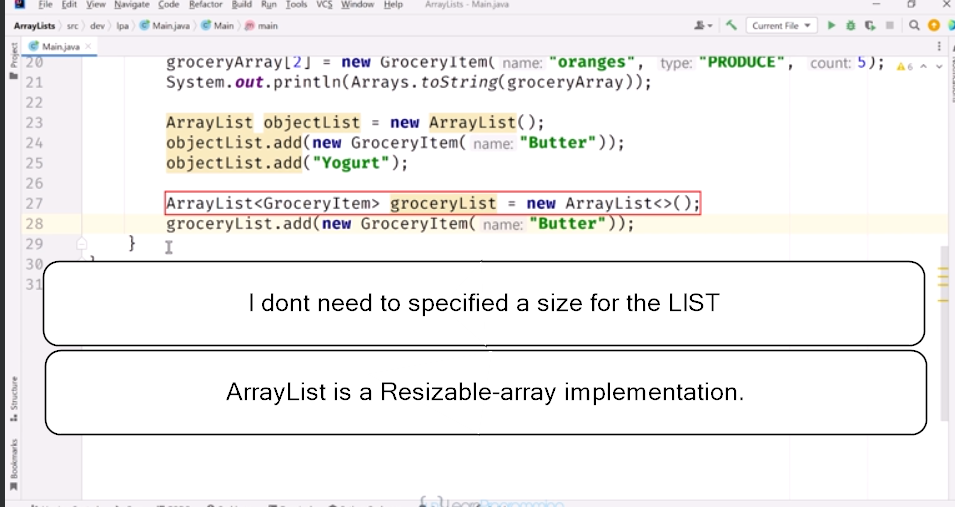 File Edit View Navigate Code Refactor Build Run Tools VCS Window Help ArrayLists - Main.java
ArrayLists src dev lpa Main.java Main main Current File
Project
Main.java
20 groceryArray[2] = new GroceryItem( name: "oranges", type: "PRODUCE", count: 5); 6
21 System.out.println(Arrays.toString(groceryArray));
22
23 ArrayList objectList = new ArrayList();
24 objectList.add(new GroceryItem( name: "Butter"));
25 objectList.add("Yogurt");
26
27 ArrayList<GroceryItem> groceryList = new ArrayList<>();
28 groceryList.add(new GroceryItem( name: "Butter"));
29 }
30 }
31
I dont need to specified a size for the LIST
ArrayList is a Resizable-array implementation.
Structure
Bookmarks